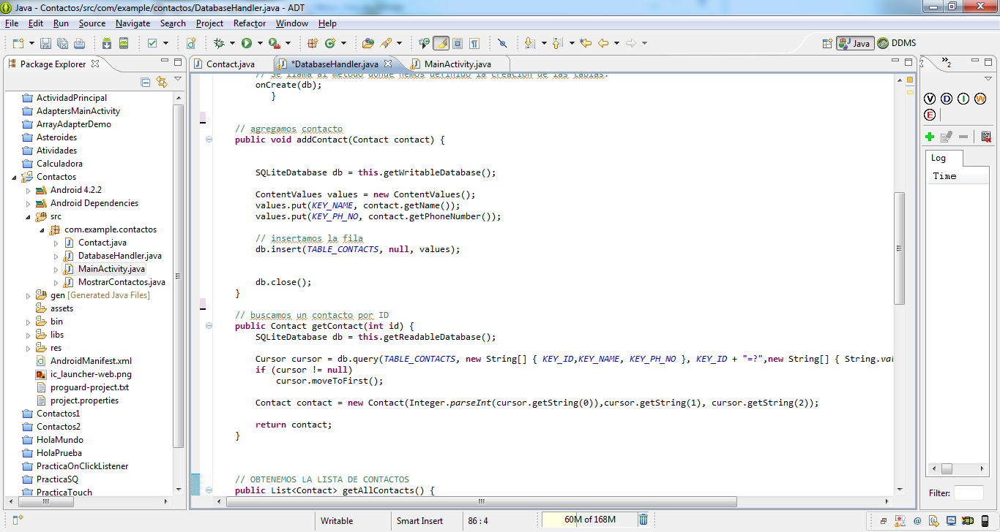 Java - Contactos/src/com/example/contactos/DatabaseHandler.java - ADT
File Edit Run Source Navigate Search Project Refactor Window Help
Java DDMS
Package Explorer
ActividadPrincipal
AdaptersMainActivity
ArrayAdapterDemo
Asteroides
Atividades
Calculadora
Contactos
Android 4.2.2
Android Dependencies
src
com.example.contactos
Contact.java
DatabaseHandler.java
MainActivity.java
MostrarContactos.java
gen [Generated Java Files]
assets
bin
libs
res
AndroidManifest.xml
ic_launcher-web.png
proguard-project.txt
project.properties
Contactos1
Contactos2
HolaMundo
HolaPrueba
PracticaOnClickListener
PracticaSQ
PracticaTouch
Contact.java *DatabaseHandler.java MainActivity.java
// Se llama al metodo donde hemos definido la creacion de las tablas.
onCreate(db);
}
// agregamos contacto
public void addContact(Contact contact) {
SQLiteDatabase db = this.getWritableDatabase();
ContentValues values = new ContentValues();
values.put(KEY_NAME, contact.getName());
values.put(KEY_PH_NO, contact.getPhoneNumber());
// insertamos la fila
db.insert(TABLE_CONTACTS, null, values);
db.close();
}
// buscamos un contacto por ID
public Contact getContact(int id) {
SQLiteDatabase db = this.getReadableDatabase();
Cursor cursor = db.query(TABLE_CONTACTS, new String[] { KEY_ID,KEY_NAME, KEY_PH_NO }, KEY_ID + "=?",new String[] { String.val
if (cursor != null)
cursor.moveToFirst();
Contact contact = new Contact(Integer.parseInt(cursor.getString(0)),cursor.getString(1), cursor.getString(2));
return contact;
}
// OBTENEMOS LA LISTA DE CONTACTOS
public List<Contact> getAllContacts() {
»2
V D I W
E
Log
Time
Filter:
Writable Smart Insert 86 : 4 60M of 168M